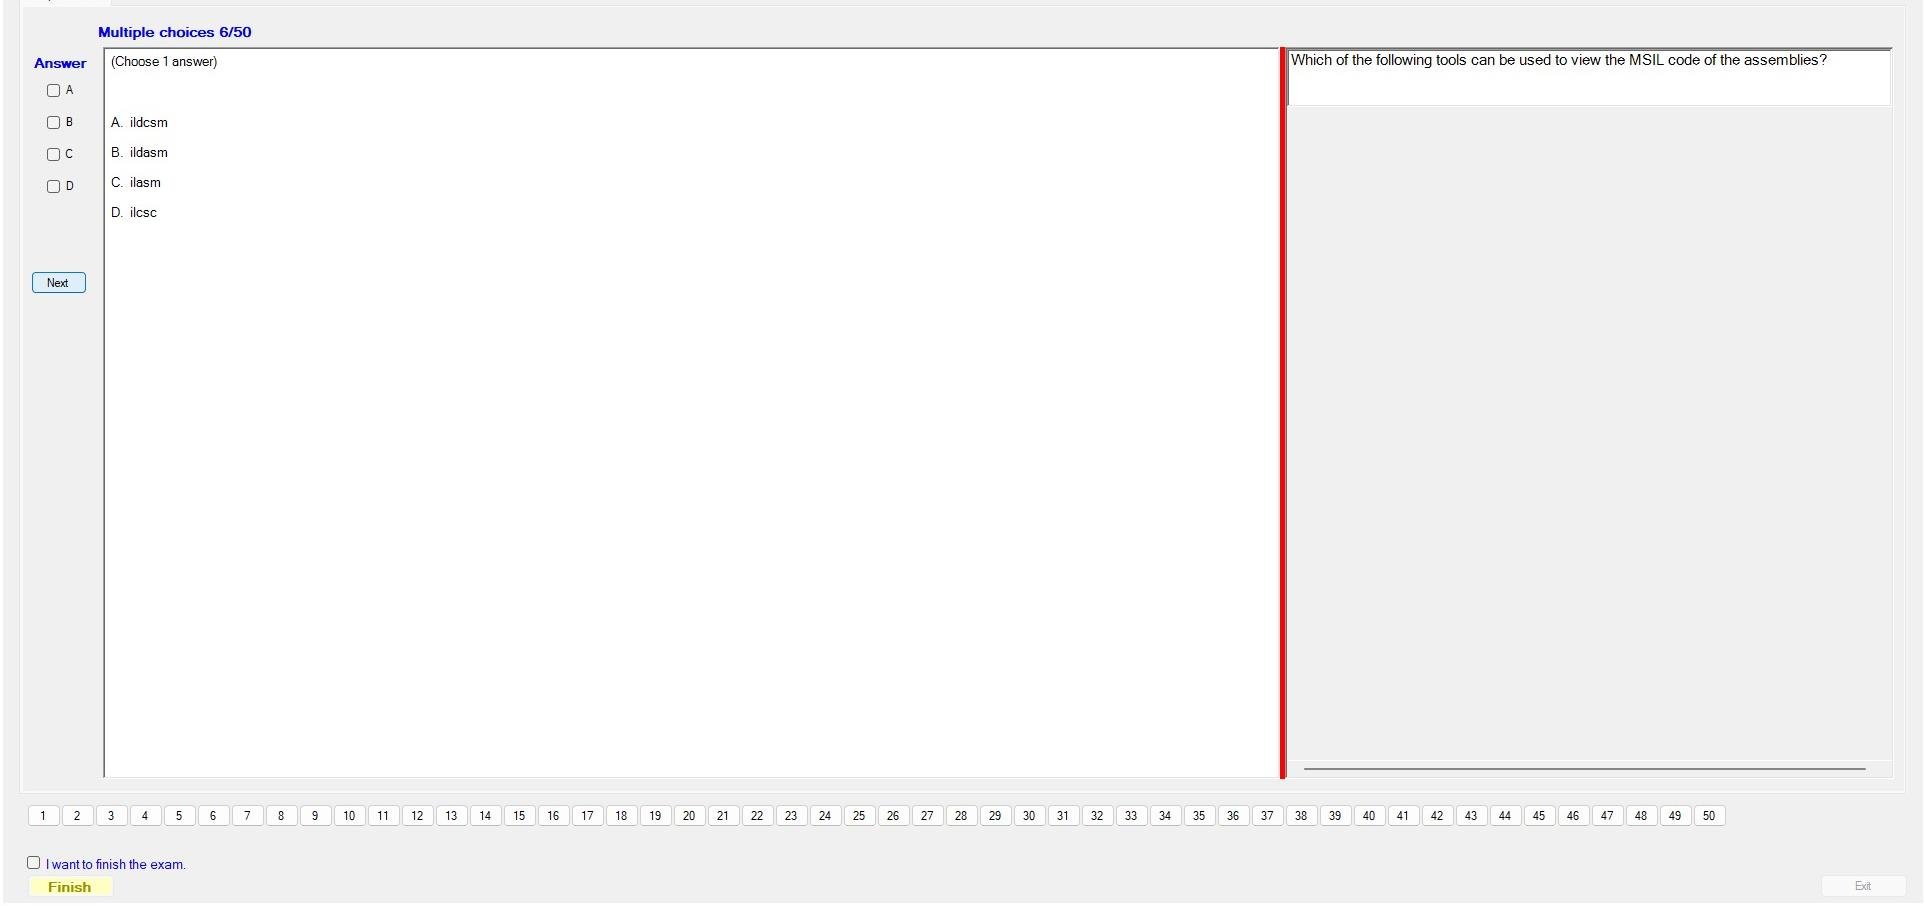 Multiple choices 6/50
Answer
(Choose 1 answer)
Which of the following tools can be used to view the MSIL code of the assemblies?
A
B
C
D
A. ildcsm
B. ildasm
C. ilasm
D. ilcsc
Next
1 2 3 4 5 6 7 8 9 10 11 12 13 14 15 16 17 18 19 20 21 22 23 24 25 26 27 28 29 30 31 32 33 34 35 36 37 38 39 40 41 42 43 44 45 46 47 48 49 50
I want to finish the exam.
Finish
Exit